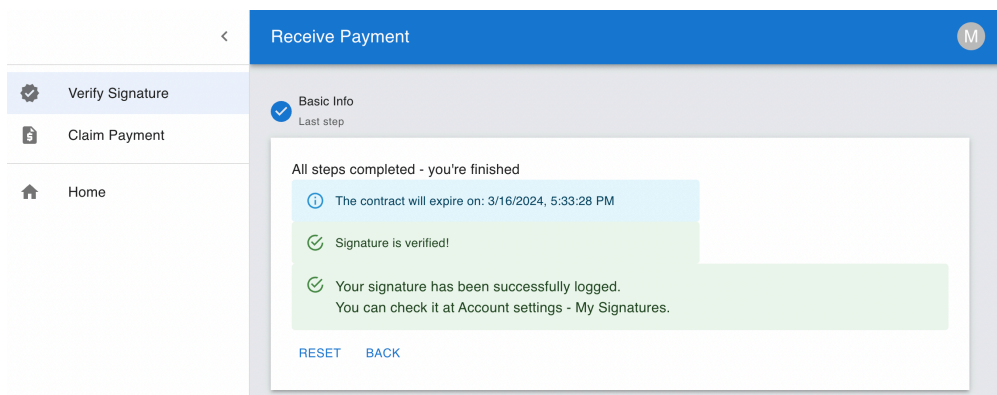 Receive Payment
M
Verify Signature
Claim Payment
Home
Basic Info
Last step
All steps completed - you're finished
The contract will expire on: 3/16/2024, 5:33:28 PM
Signature is verified!
Your signature has been successfully logged.
You can check it at Account settings - My Signatures.
RESET BACK